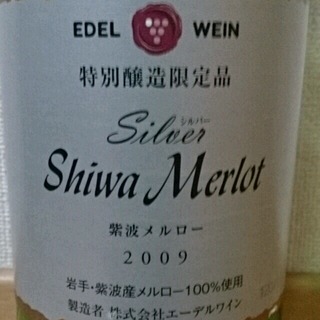 EDEL WEIN
特別醸造限定品
Silver
シルバー
Shiwa Merlot
紫波メルロー
2009
岩手・紫波産メルロー100%使用
製造者 株式会社エーデルワイン